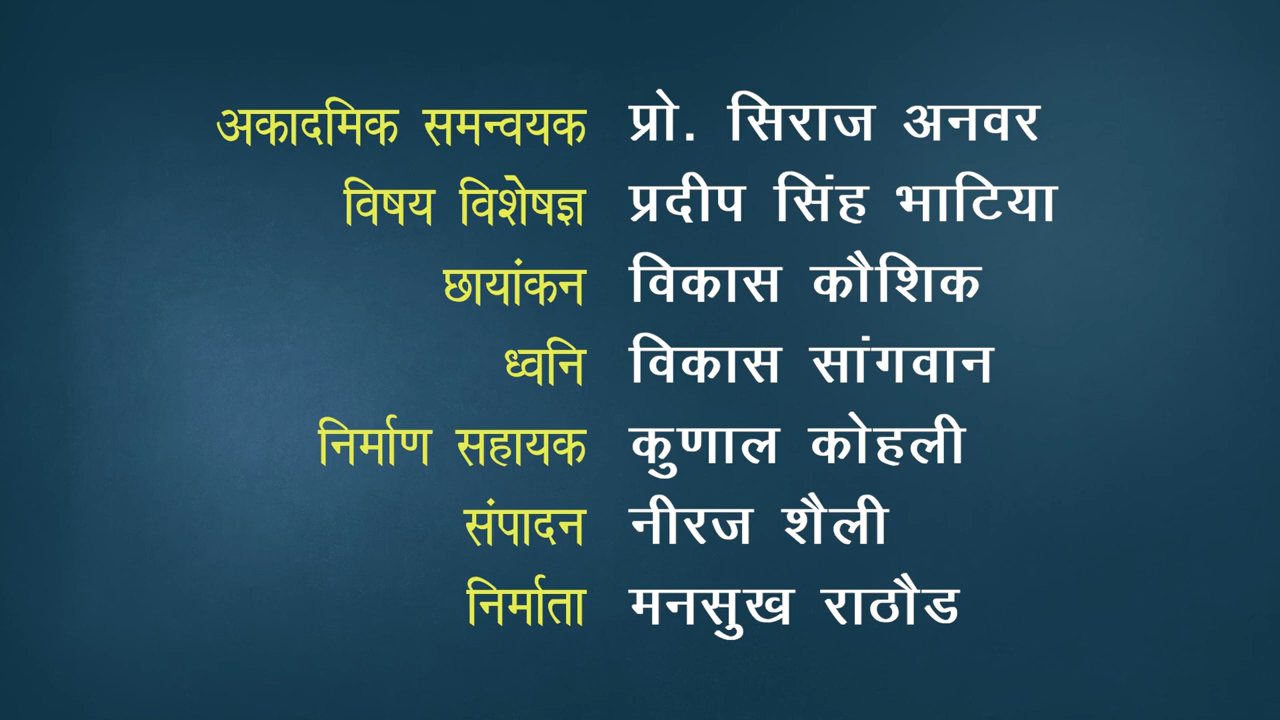 अकादमिक समन्वयक प्रो. सिराज अनवर
विषय विशेषज्ञ प्रदीप सिंह भाटिया
छायांकन विकास कौशिक
ध्वनि विकास सांगवान
निर्माण सहायक कुणाल कोहली
संपादन नीरज शैली
निर्माता मनसुख राठौड